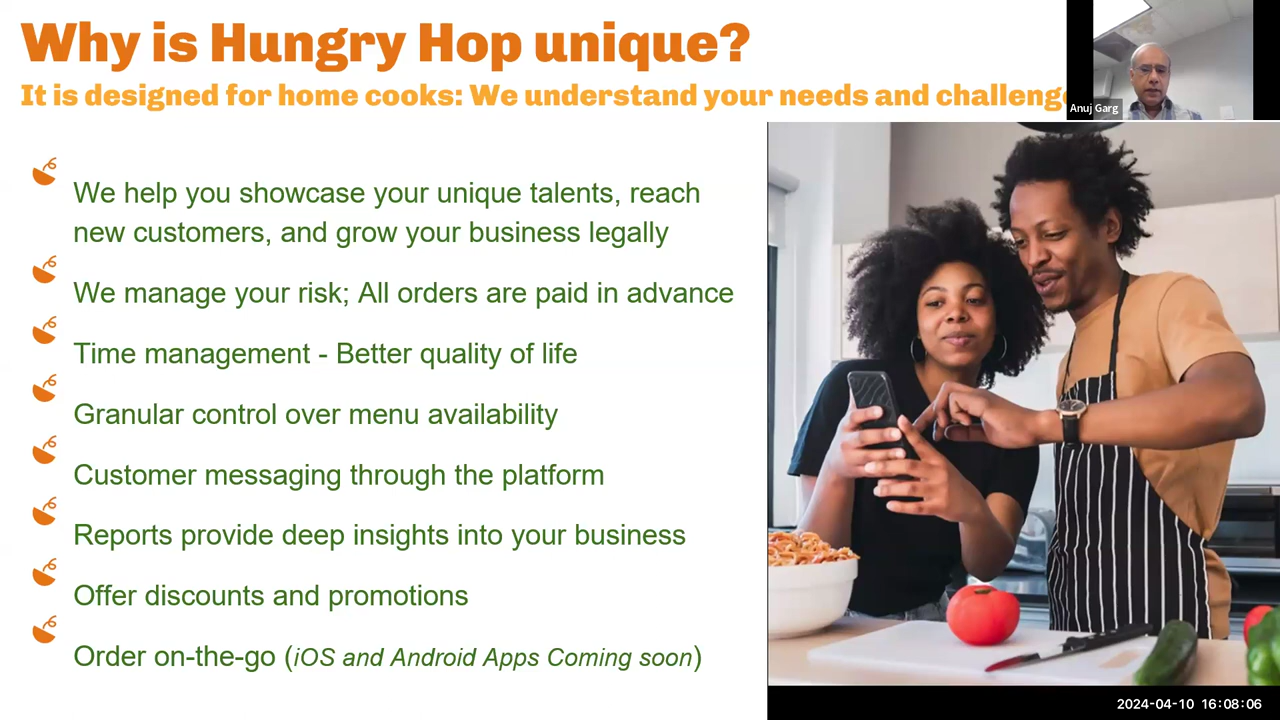 Why is Hungry Hop unique?
It is designed for home cooks: We understand your needs and challeng
Anuj Garg
We help you showcase your unique talents, reach
new customers, and grow your business legally
We manage your risk; All orders are paid in advance
Time management - Better quality of life
Granular control over menu availability
Customer messaging through the platform
Reports provide deep insights into your business
Offer discounts and promotions
Order on-the-go (iOS and Android Apps Coming soon)
2024-04-10 16:08:06